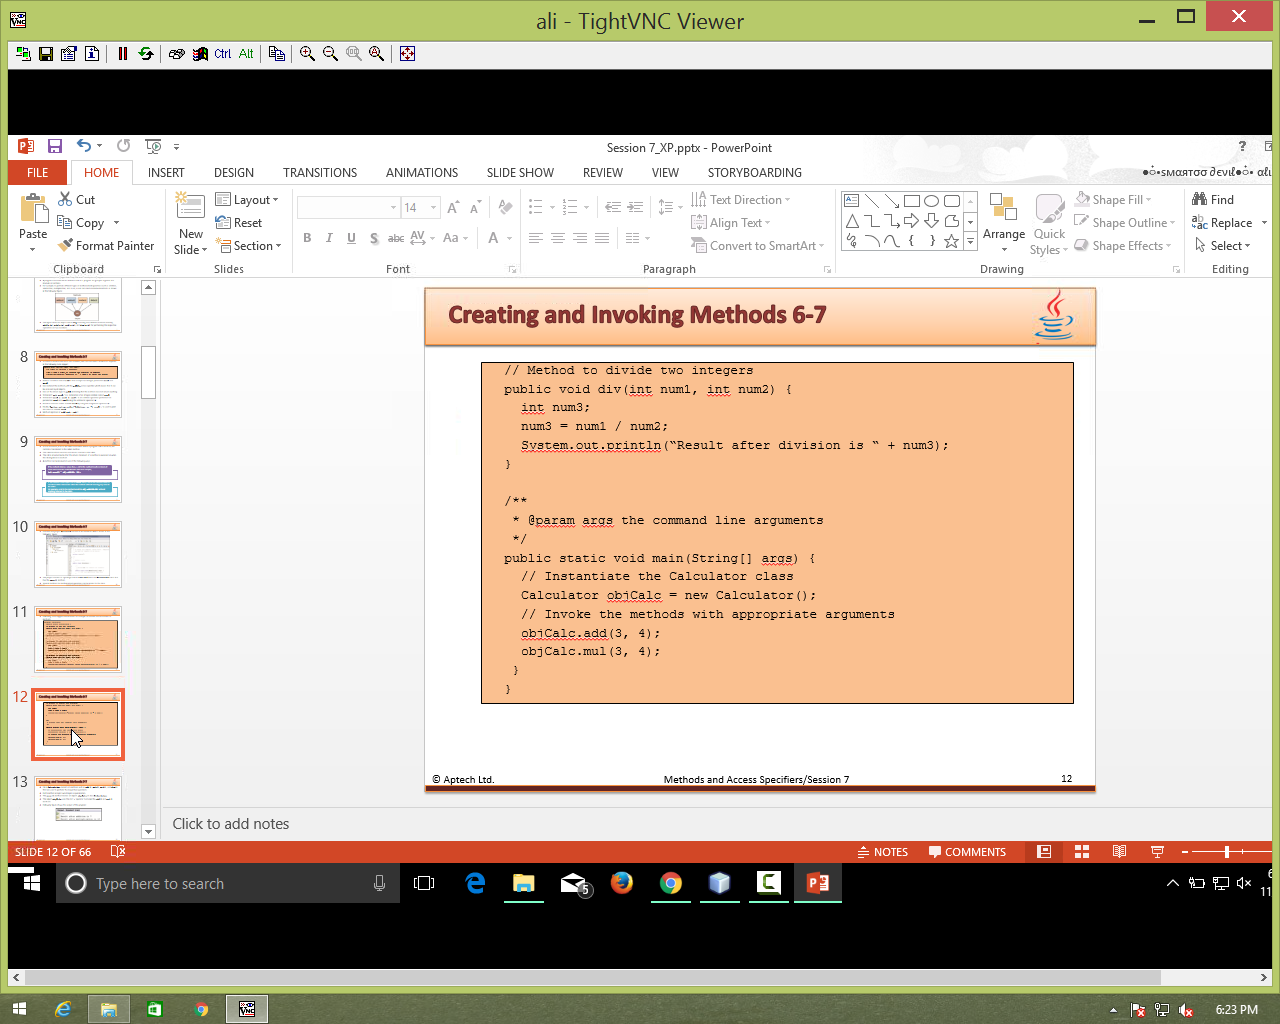 ali - TightVNC Viewer
Ctrl Alt
Session 7_XP.pptx - PowerPoint
?
FILE HOME INSERT DESIGN TRANSITIONS ANIMATIONS SLIDE SHOW REVIEW VIEW STORYBOARDING
Paste
Cut
Copy
Format Painter
Clipboard
New
Slide
Layout
Reset
Section
Slides
14
B I U S abc AV Aa A
Font
Text Direction
Align Text
Convert to SmartArt
Paragraph
Arrange
Quick
Styles
Shape Fill
Shape Outline
Shape Effects
Drawing
Find
Replace
Select
Editing
8
9
10
11
12
13
Creating and Invoking Methods 6-7
// Method to divide two integers
public void div(int num1, int num2) {
int num3;
num3 = num1 / num2;
System.out.println(“Result after division is “ + num3);
}
/**
* @param args the command line arguments
*/
public static void main(String[] args) {
// Instantiate the Calculator class
Calculator objCalc = new Calculator();
// Invoke the methods with appropriate arguments
objCalc.add(3, 4);
objCalc.mul(3, 4);
}
}
© Aptech Ltd.
Methods and Access Specifiers/Session 7
12
Click to add notes
SLIDE 12 OF 66
NOTES
COMMENTS
Type here to search
5
6:23 PM